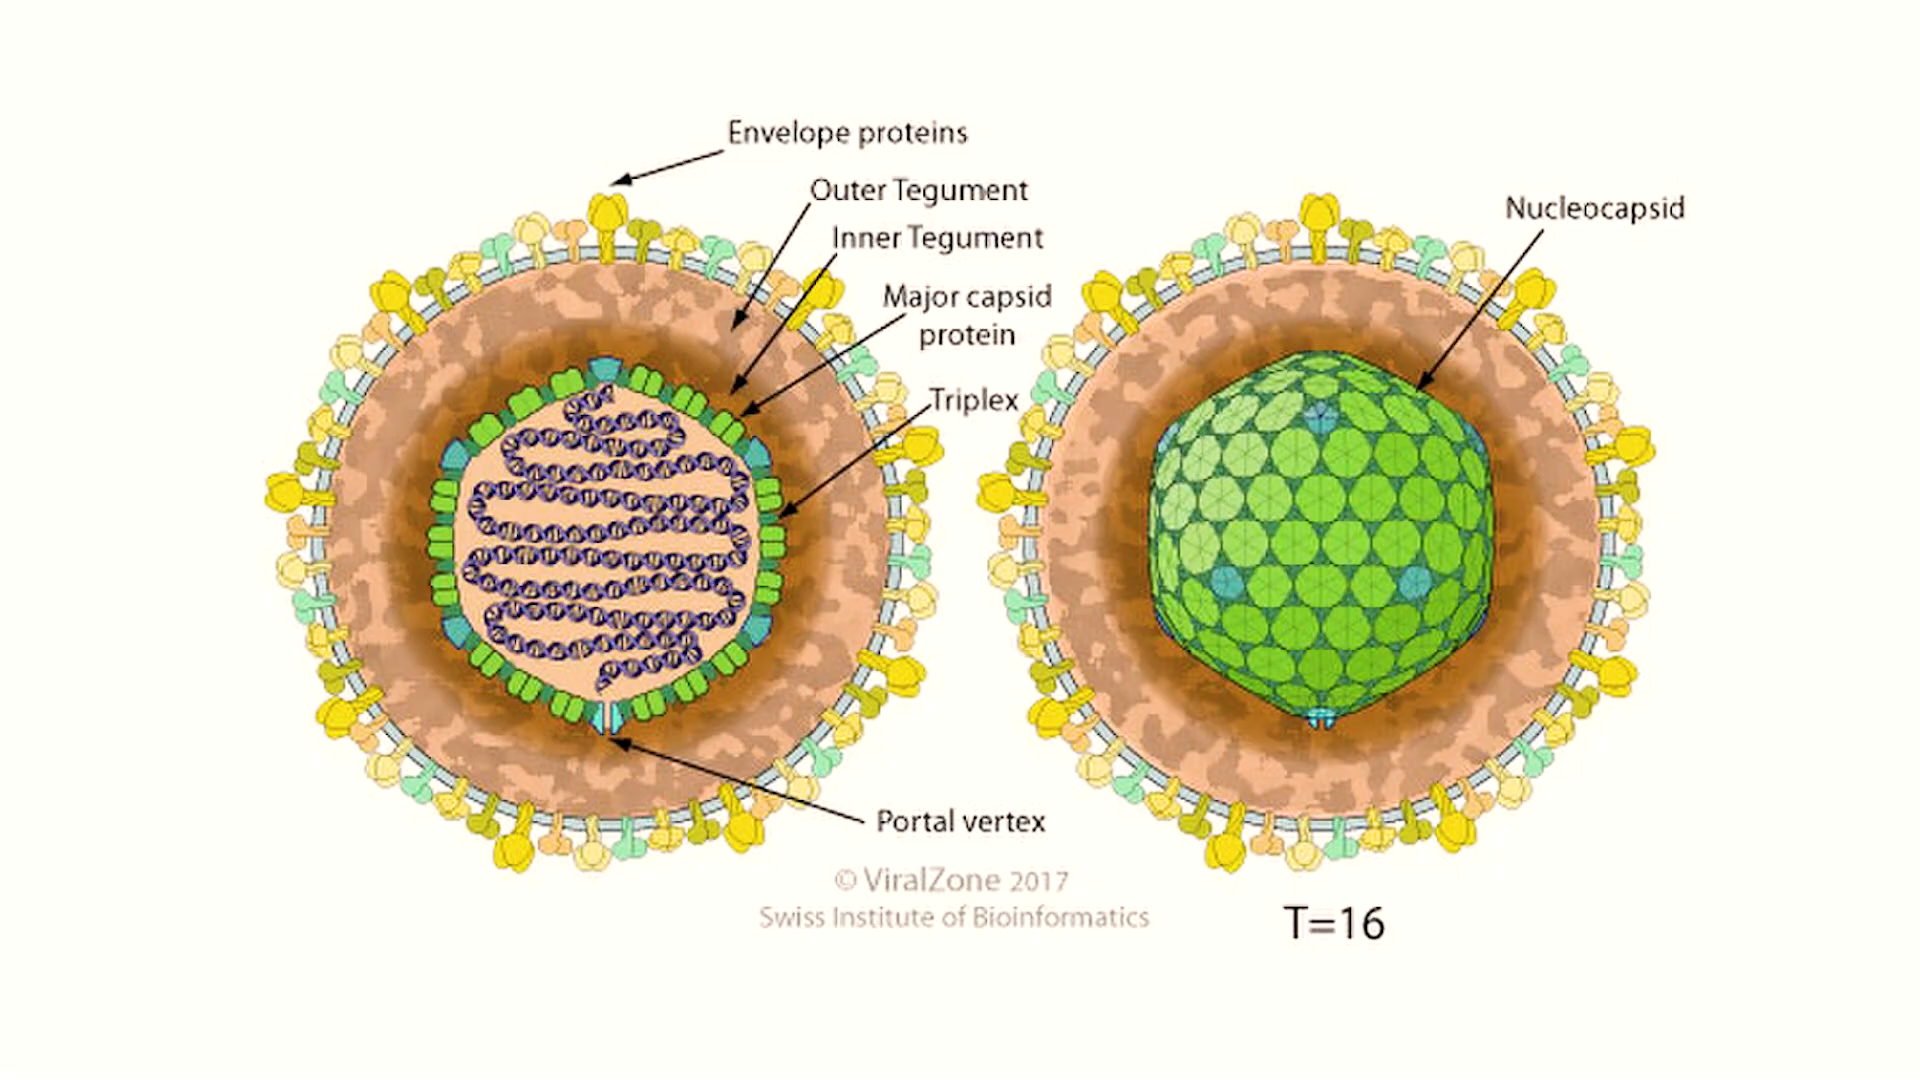 Envelope proteins
Outer Tegument
Inner Tegument
Major capsid
protein
Triplex
Portal vertex
Nucleocapsid
© ViralZone 2017
Swiss Institute of Bioinformatics
T=16